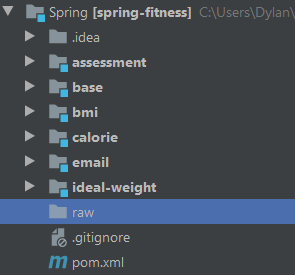 Spring [spring-fitness] C:\Users\Dylan\
.idea
assessment
base
bmi
calorie
email
ideal-weight
raw
.gitignore
m pom.xml